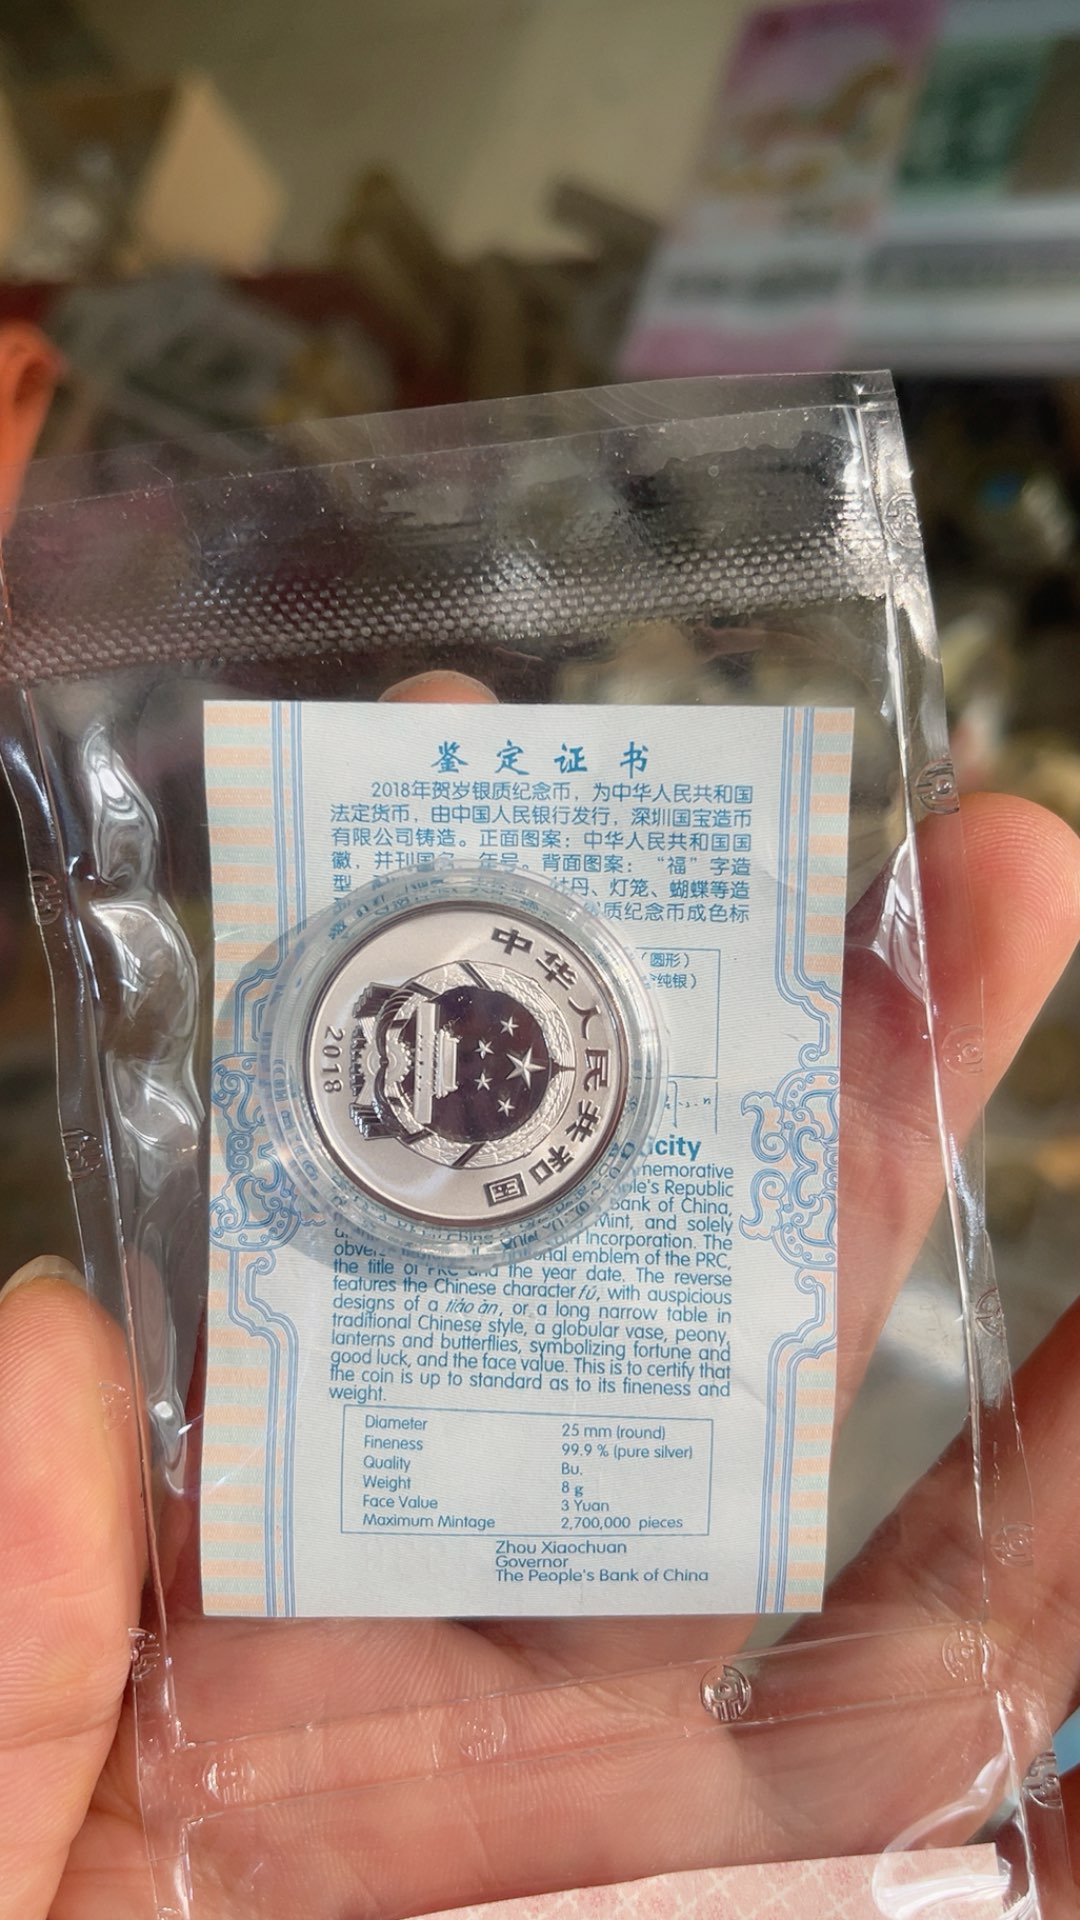 鉴定证书
2018年贺岁银质纪念币，为中华人民共和国
法定货币，由中国人民银行发行，深圳国宝造币
有限公司铸造。正面图案：中华人民共和国国
徽，并刊国名、年号。背面图案：“福”字造
型
牡丹、灯笼、蝴蝶等造
质纪念币成色标
（圆形）
纯银）
中华人民共和国
2018
icity
memorative
ple's Republic
Bank of China,
Mint, and solely
Incorporation. The
emblem of the PRC,
the title of PRC and the year date. The reverse
features the Chinese character fú, with auspicious
designs of a tiáo àn, or a long narrow table in
traditional Chinese style, a globular vase, peony,
lanterns and butterflies, symbolizing fortune and
good luck, and the face value. This is to certify that
the coin is up to standard as to its fineness and
weight.
Diameter 25 mm (round)
Fineness 99.9 % (pure silver)
Quality Bu.
Weight 8 g
Face Value 3 Yuan
Maximum Mintage 2,700,000 pieces
Zhou Xiaochuan
Governor
The People's Bank of China